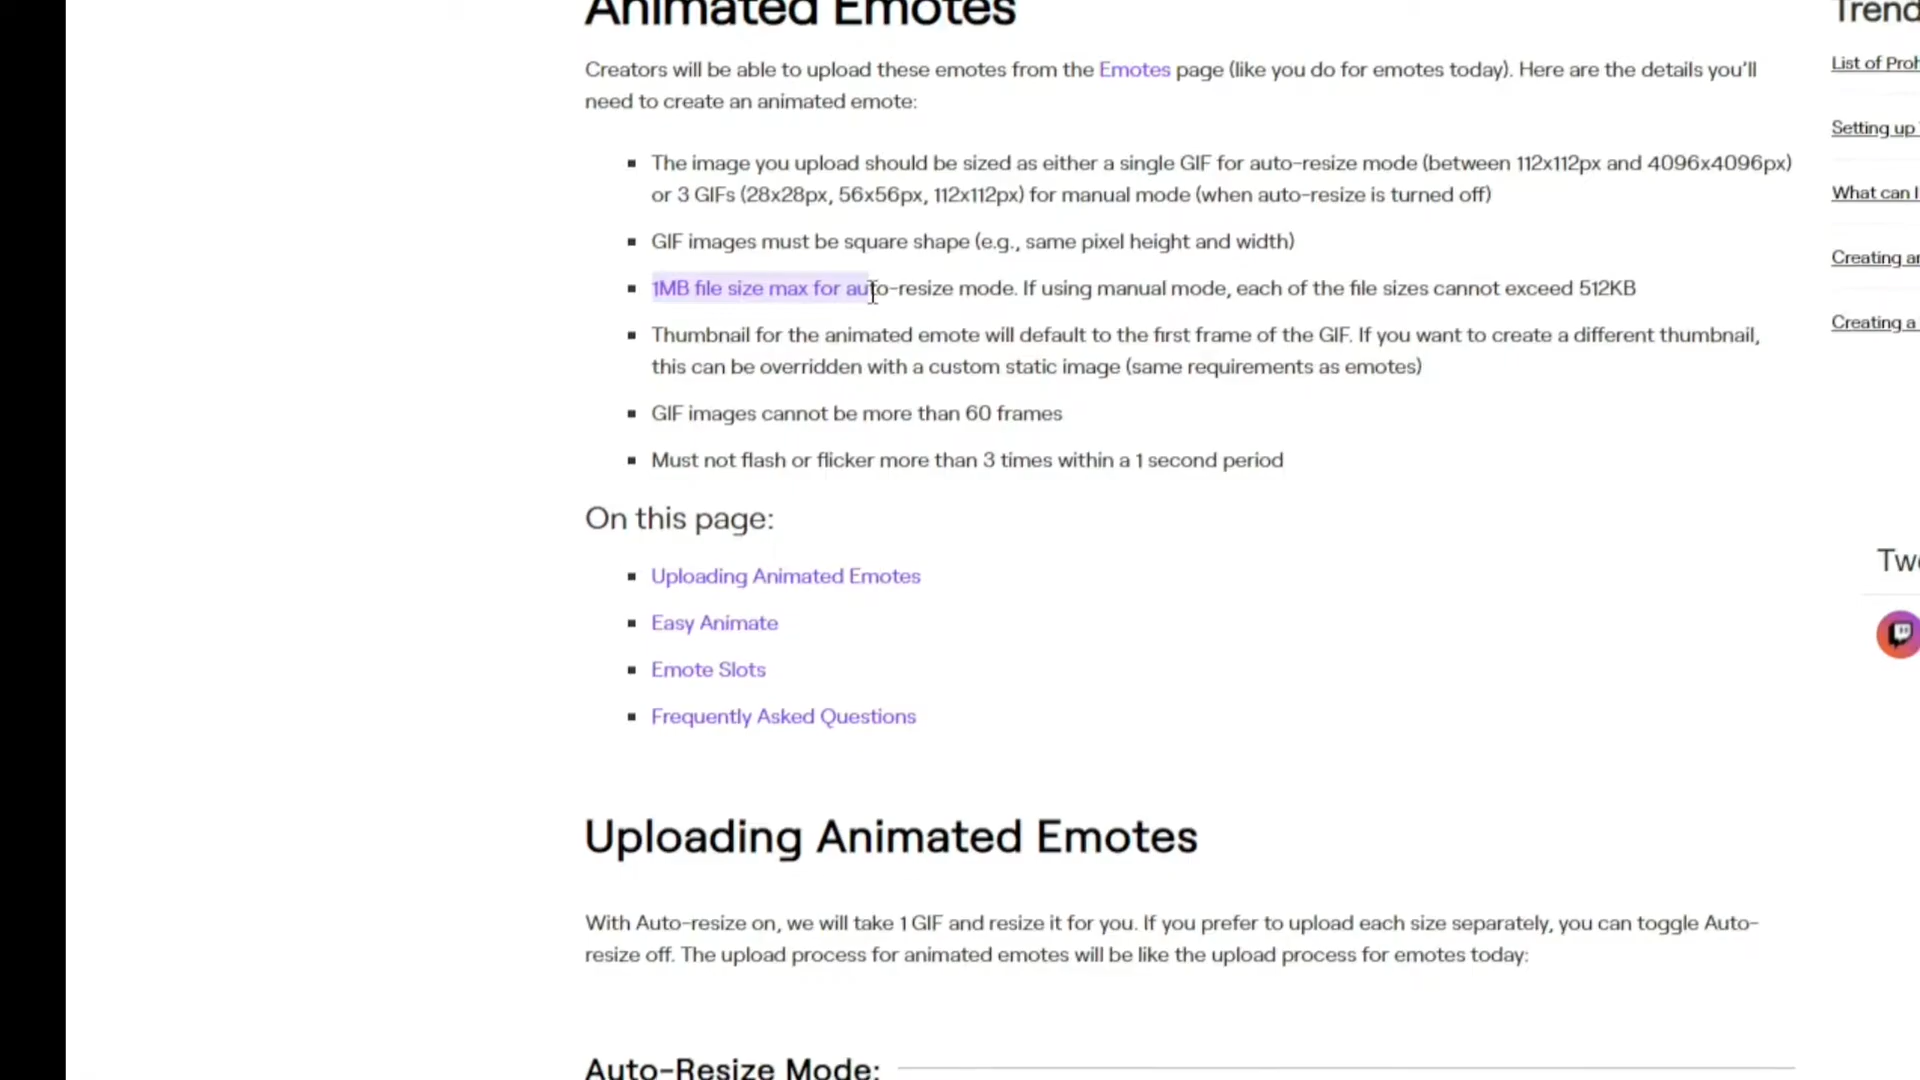 Animated Emotes
Creators will be able to upload these emotes from the Emotes page (like you do for emotes today). Here are the details you'll
need to create an animated emote:
▪ The image you upload should be sized as either a single GIF for auto-resize mode (between 112x112px and 4096x4096px)
or 3 GIFs (28x28px, 56x56px, 112x112px) for manual mode (when auto-resize is turned off)
▪ GIF images must be square shape (e.g., same pixel height and width)
▪ 1MB file size max for auto-resize mode. If using manual mode, each of the file sizes cannot exceed 512KB
▪ Thumbnail for the animated emote will default to the first frame of the GIF. If you want to create a different thumbnail,
this can be overridden with a custom static image (same requirements as emotes)
▪ GIF images cannot be more than 60 frames
▪ Must not flash or flicker more than 3 times within a 1 second period
On this page:
▪ Uploading Animated Emotes
▪ Easy Animate
▪ Emote Slots
▪ Frequently Asked Questions
Uploading Animated Emotes
With Auto-resize on, we will take 1 GIF and resize it for you. If you prefer to upload each size separately, you can toggle Auto-
resize off. The upload process for animated emotes will be like the upload process for emotes today:
Auto-Resize Mode:
Trend
List of Proh
Setting up
What can I
Creating an
Creating a
Twe